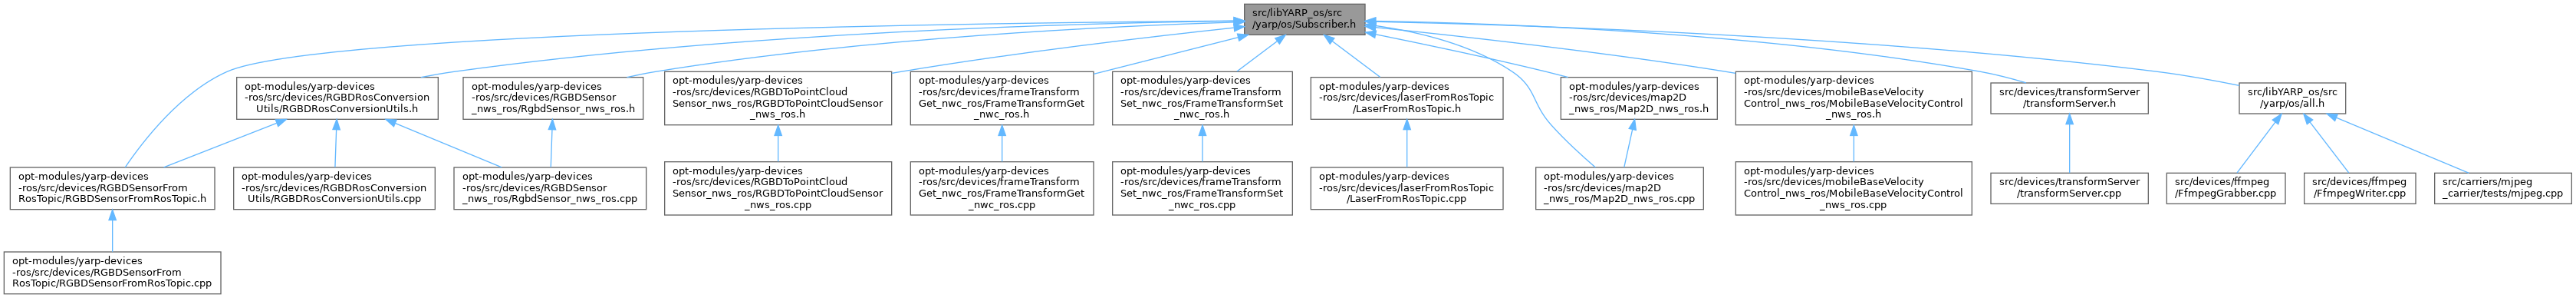 src/libYARP_os/src
/yarp/os/Subscriber.h
opt-modules/yarp-devices
-ros/src/devices/RGBDRosConversion
Utils/RGBDRosConversionUtils.h
opt-modules/yarp-devices
-ros/src/devices/RGBDSensor
_nws_ros/RgbdSensor_nws_ros.h
opt-modules/yarp-devices
-ros/src/devices/RGBDToPointCloud
Sensor_nws_ros/RGBDToPointCloudSensor
_nws_ros.h
opt-modules/yarp-devices
-ros/src/devices/frameTransform
Get_nwc_ros/FrameTransformGet
_nwc_ros.h
opt-modules/yarp-devices
-ros/src/devices/frameTransform
Set_nwc_ros/FrameTransformSet
_nwc_ros.h
opt-modules/yarp-devices
-ros/src/devices/laserFromRosTopic
/LaserFromRosTopic.h
opt-modules/yarp-devices
-ros/src/devices/map2D
_nws_ros/Map2D_nws_ros.h
opt-modules/yarp-devices
-ros/src/devices/mobileBaseVelocity
Control_nws_ros/MobileBaseVelocityControl
_nws_ros.h
src/devices/transformServer
/transformServer.h
src/libYARP_os/src
/yarp/os/all.h
opt-modules/yarp-devices
-ros/src/devices/RGBDSensorFrom
RosTopic/RGBDSensorFromRosTopic.h
opt-modules/yarp-devices
-ros/src/devices/RGBDRosConversion
Utils/RGBDRosConversionUtils.cpp
opt-modules/yarp-devices
-ros/src/devices/RGBDSensor
_nws_ros/RgbdSensor_nws_ros.cpp
opt-modules/yarp-devices
-ros/src/devices/RGBDToPointCloud
Sensor_nws_ros/RGBDToPointCloudSensor
_nws_ros.cpp
opt-modules/yarp-devices
-ros/src/devices/frameTransform
Get_nwc_ros/FrameTransformGet
_nwc_ros.cpp
opt-modules/yarp-devices
-ros/src/devices/frameTransform
Set_nwc_ros/FrameTransformSet
_nwc_ros.cpp
opt-modules/yarp-devices
-ros/src/devices/laserFromRosTopic
/LaserFromRosTopic.cpp
opt-modules/yarp-devices
-ros/src/devices/map2D
_nws_ros/Map2D_nws_ros.cpp
opt-modules/yarp-devices
-ros/src/devices/mobileBaseVelocity
Control_nws_ros/MobileBaseVelocityControl
_nws_ros.cpp
src/devices/transformServer
/transformServer.cpp
src/devices/ffmpeg
/FfmpegGrabber.cpp
src/devices/ffmpeg
/FfmpegWriter.cpp
src/carriers/mjpeg
_carrier/tests/mjpeg.cpp
opt-modules/yarp-devices
-ros/src/devices/RGBDSensorFrom
RosTopic/RGBDSensorFromRosTopic.cpp